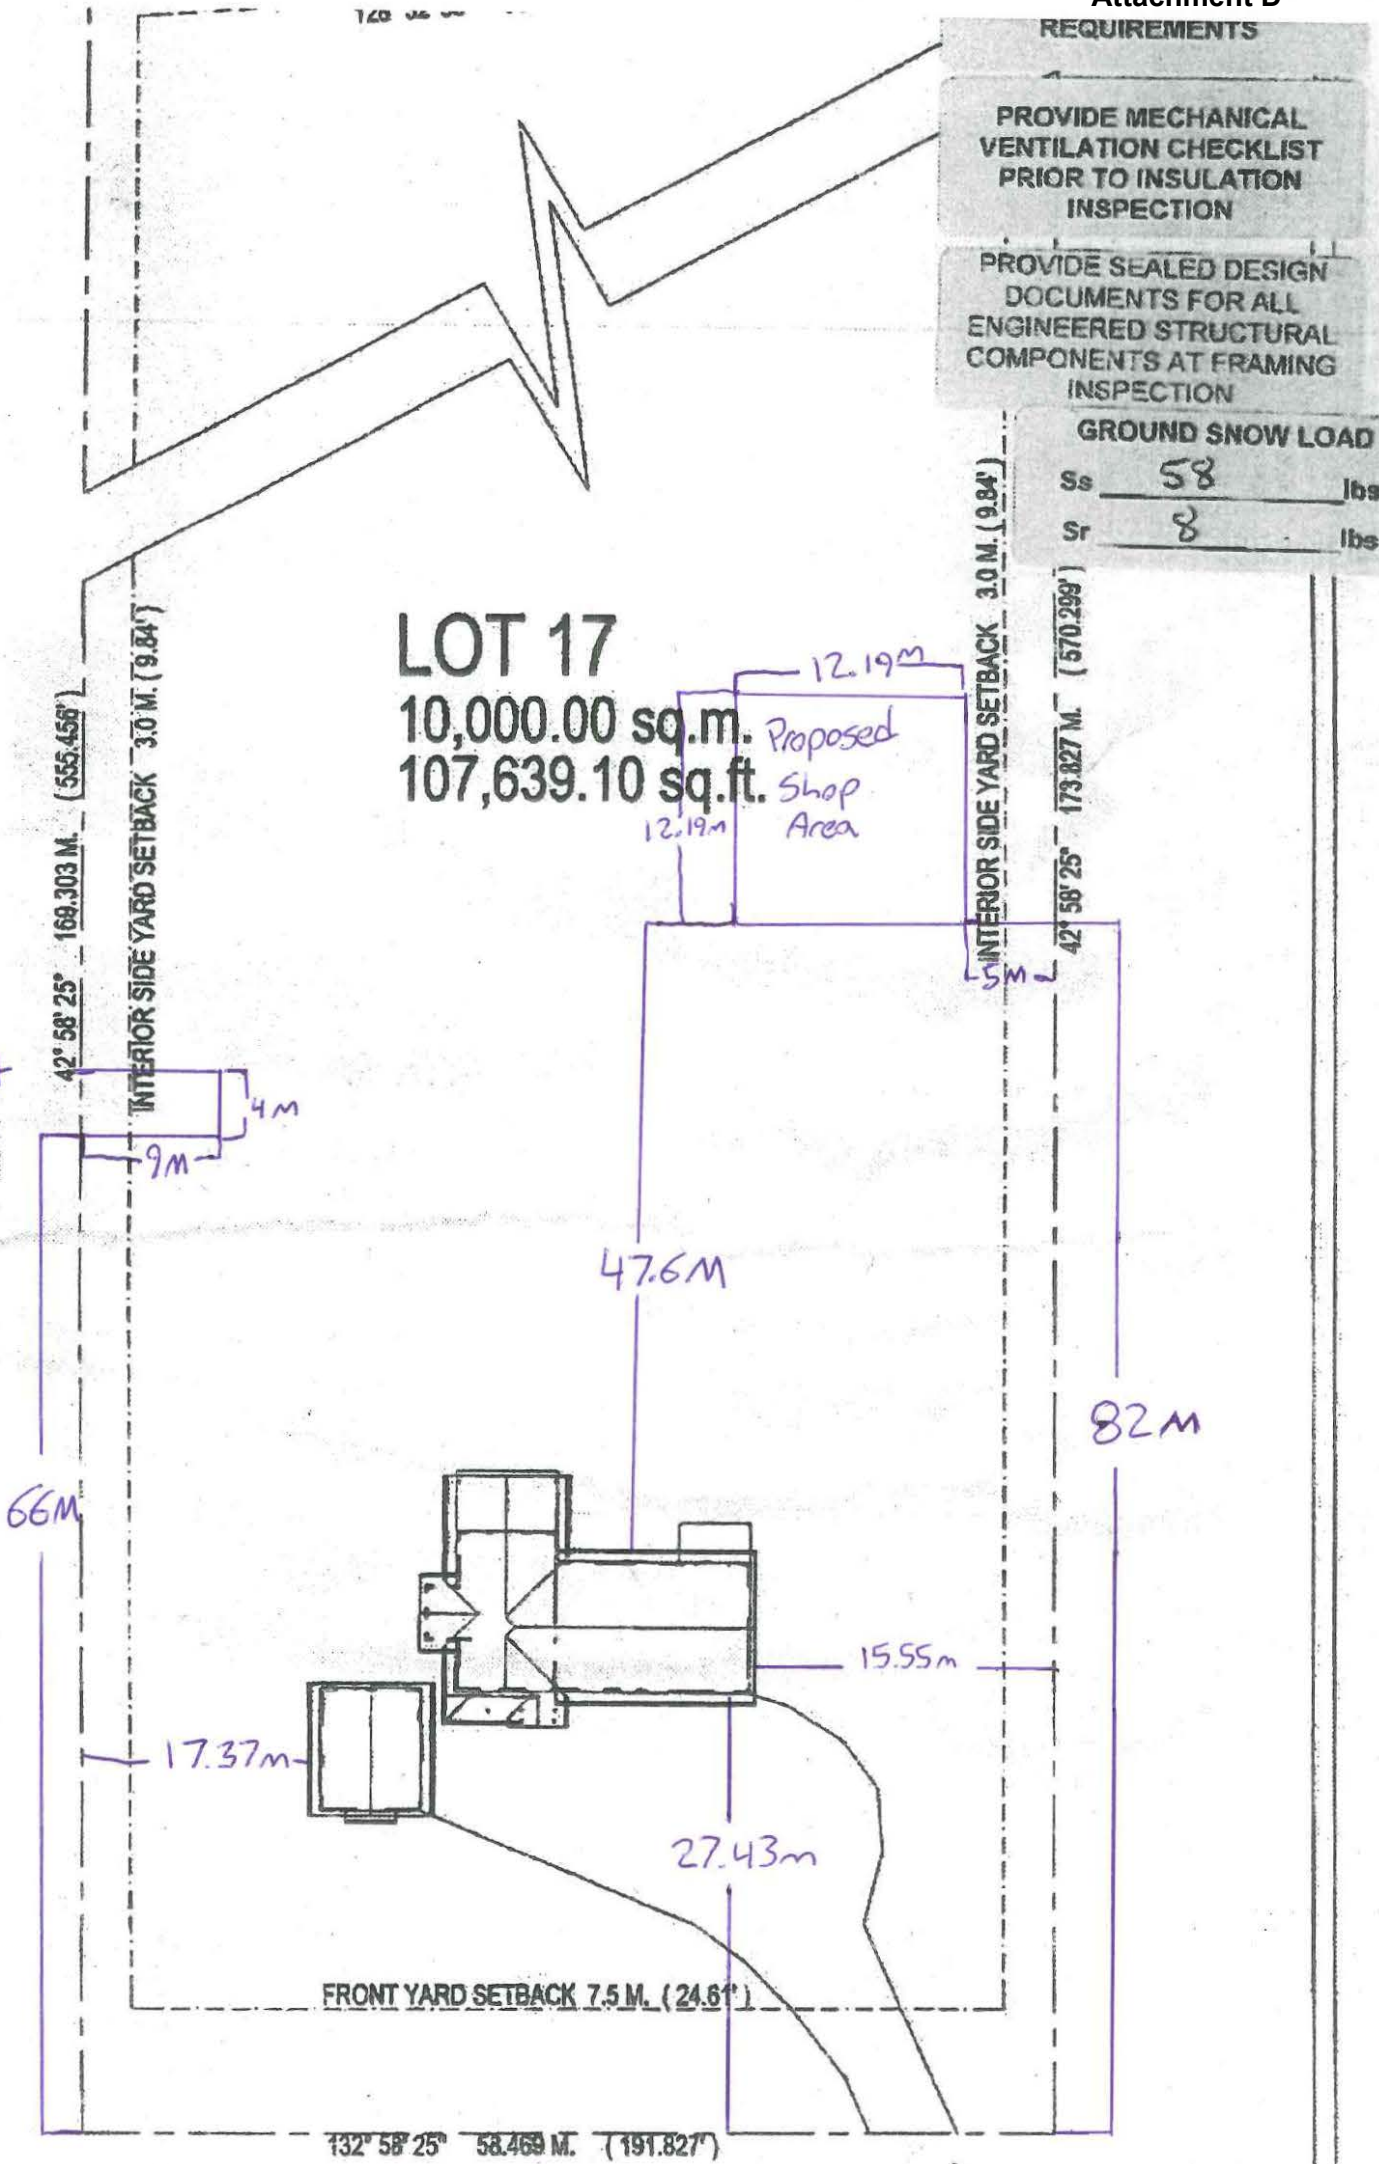 Attachment B
REQUIREMENTS
PROVIDE MECHANICAL
VENTILATION CHECKLIST
PRIOR TO INSULATION
INSPECTION
PROVIDE SEALED DESIGN
DOCUMENTS FOR ALL
ENGINEERED STRUCTURAL
COMPONENTS AT FRAMING
INSPECTION
GROUND SNOW LOAD
Ss 58 lbs
Sr 8 lbs
LOT 17
10,000.00 sq.m.
107,639.10 sq.ft.
12.19M
Proposed
Shop
Area
12.19M
5M
INTERIOR SIDE YARD SETBACK 3.0 M. (9.84')
42° 58' 25" 173.827 M. (570.299')
42° 58' 25" 169.303 M. (555.456')
INTERIOR SIDE YARD SETBACK 3.0 M. (9.84')
4M
9M
47.6M
82M
66M
15.55m
17.37m
27.43m
FRONT YARD SETBACK 7.5 M. (24.61')
132° 58' 25" 58.469 M. (191.827')